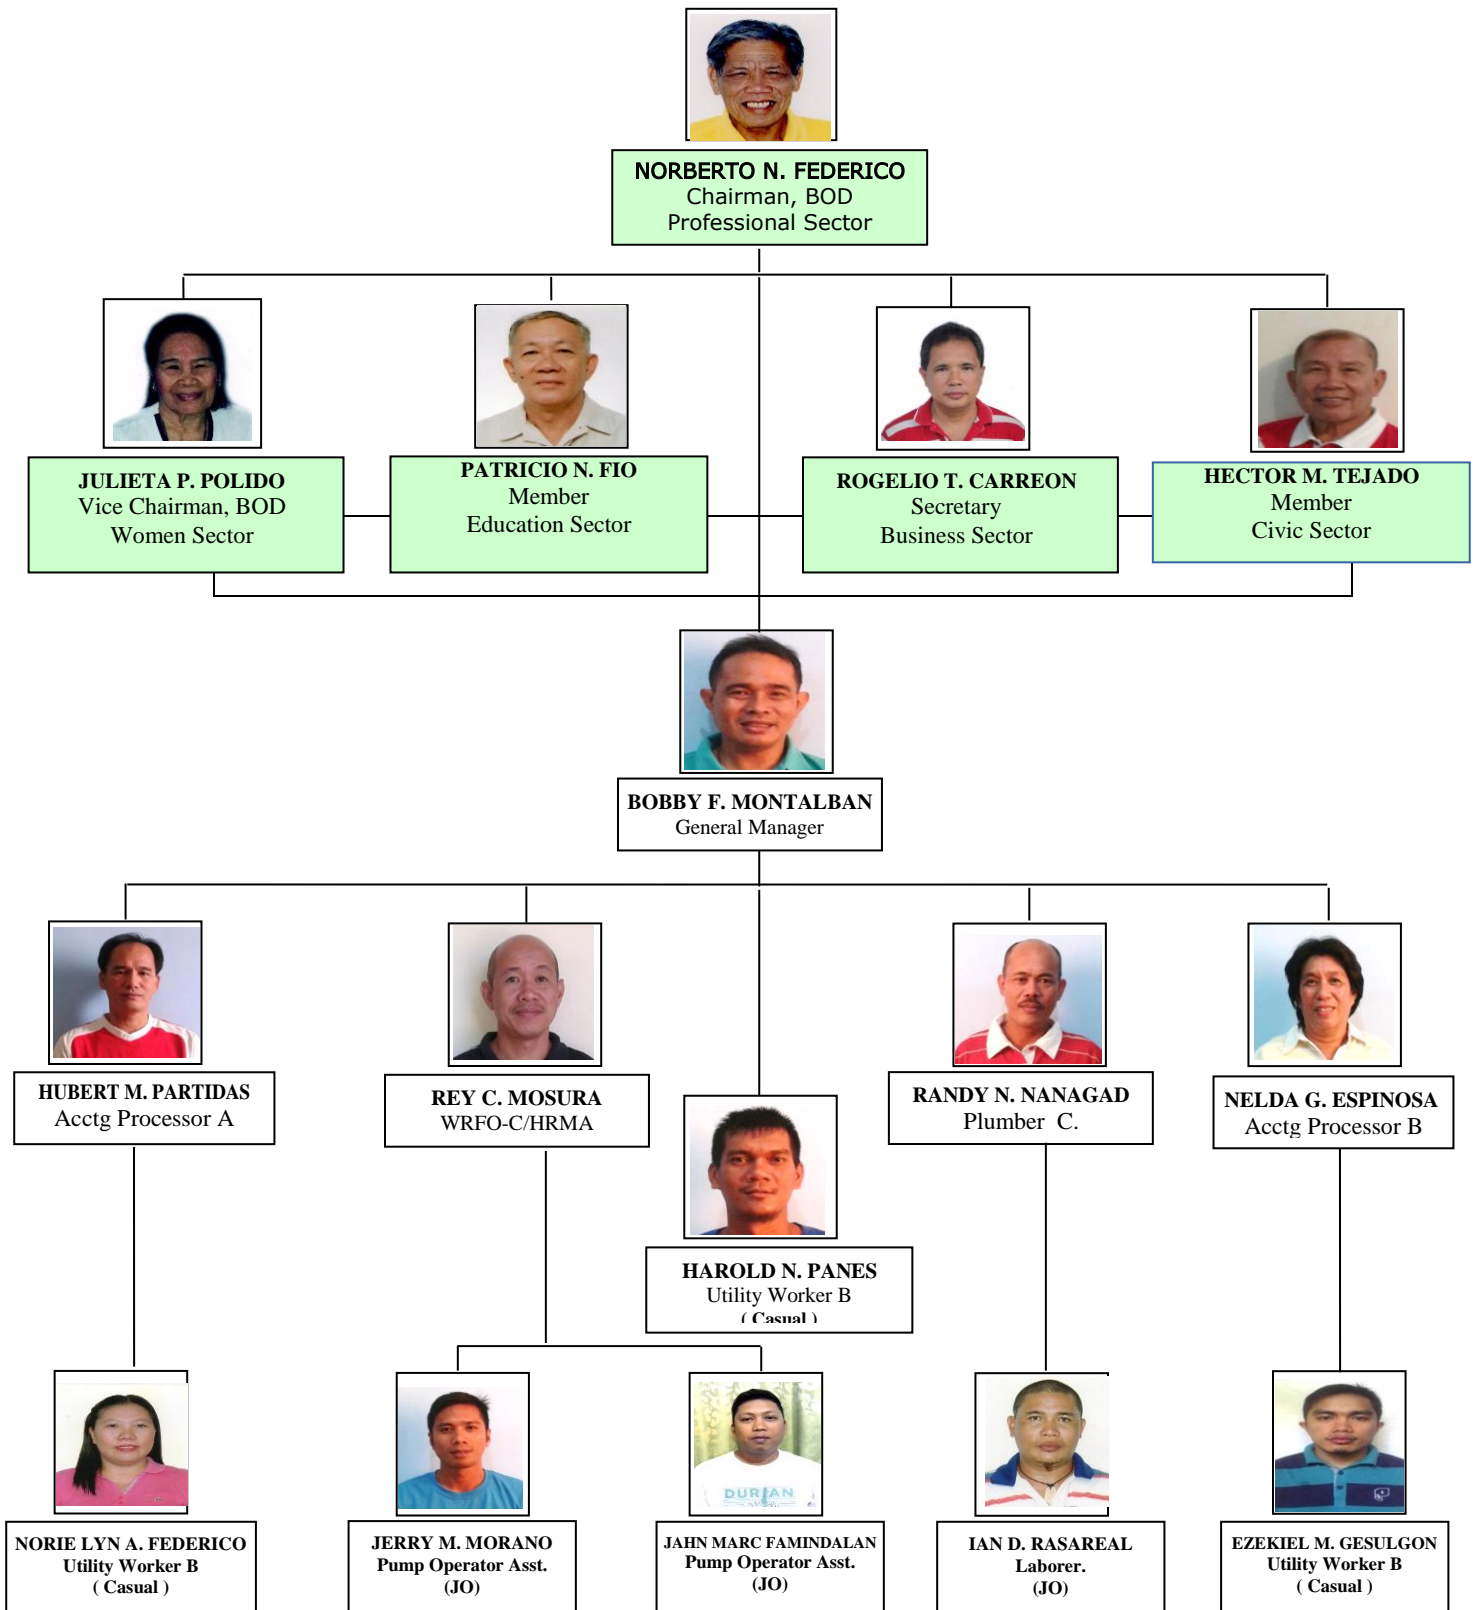 NORBERTO N. FEDERICO
Chairman, BOD
Professional Sector
JULIETA P. POLIDO
Vice Chairman, BOD
Women Sector
PATRICIO N. FIO
Member
Education Sector
ROGELIO T. CARREON
Secretary
Business Sector
HECTOR M. TEJADO
Member
Civic Sector
BOBBY F. MONTALBAN
General Manager
HUBERT M. PARTIDAS
Acctg Processor A
REY C. MOSURA
WRFO-C/HRMA
HAROLD N. PANES
Utility Worker B
( Casual )
RANDY N. NANAGAD
Plumber  C.
NELDA G. ESPINOSA
Acctg Processor B
NORIE LYN A. FEDERICO
Utility Worker B
( Casual )
JERRY M. MORANO
Pump Operator Asst.
(JO)
DURIAN
JAHN MARC FAMINDALAN
Pump Operator Asst.
(JO)
IAN D. RASAREAL
Laborer.
(JO)
EZEKIEL M. GESULGON
Utility Worker B
( Casual )